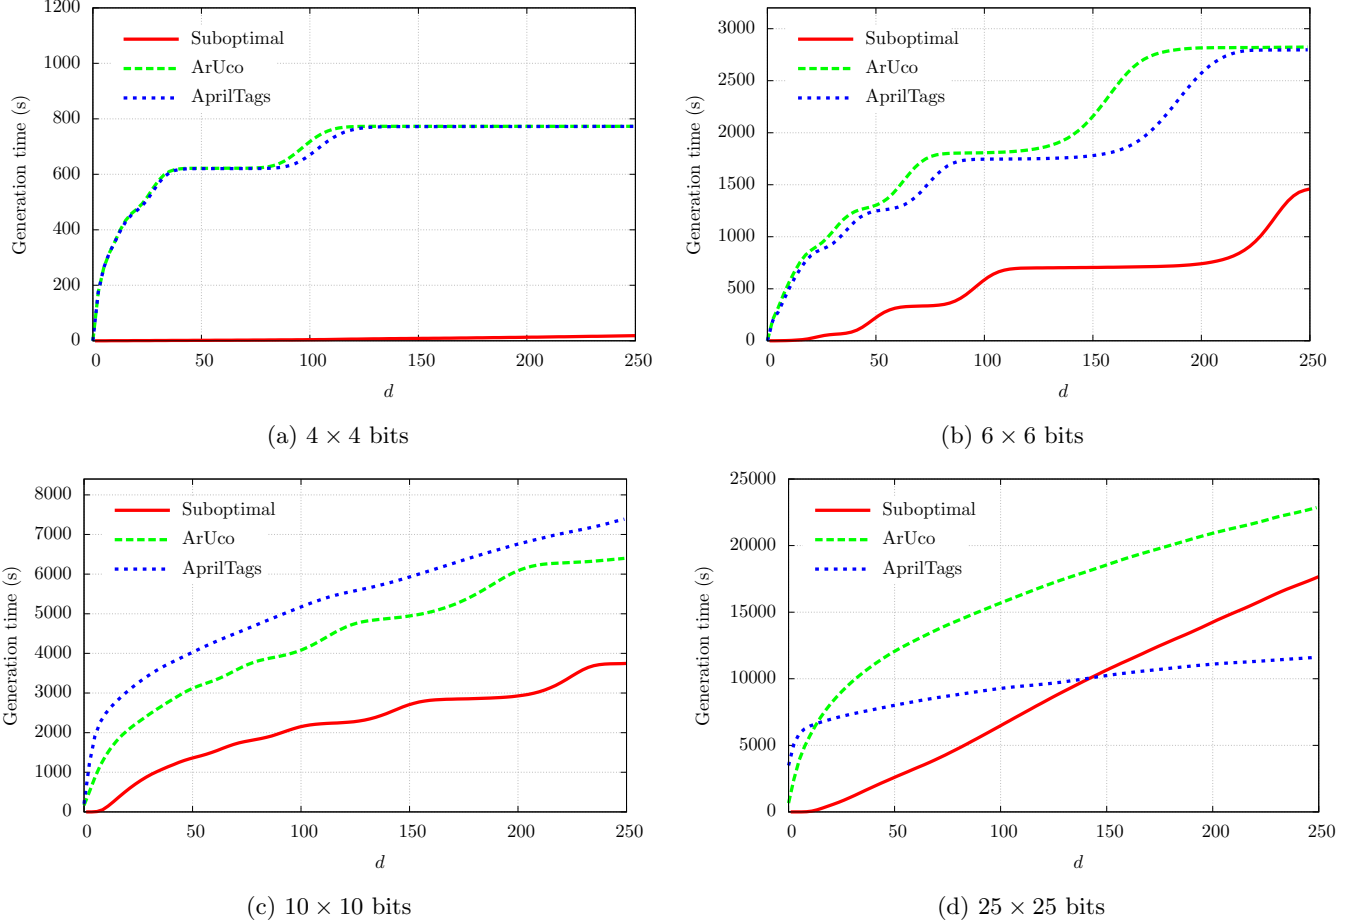 1200
1000
800
600
400
200
0
Generation time (s)
Suboptimal
ArUco
AprilTags
0 50 100 150 200 250
d
(a) 4 × 4 bits
3000
2500
2000
1500
1000
500
0
Generation time (s)
Suboptimal
ArUco
AprilTags
0 50 100 150 200 250
d
(b) 6 × 6 bits
8000
7000
6000
5000
4000
3000
2000
1000
0
Generation time (s)
Suboptimal
ArUco
AprilTags
0 50 100 150 200 250
d
(c) 10 × 10 bits
25000
20000
15000
10000
5000
0
Generation time (s)
Suboptimal
ArUco
AprilTags
0 50 100 150 200 250
d
(d) 25 × 25 bits